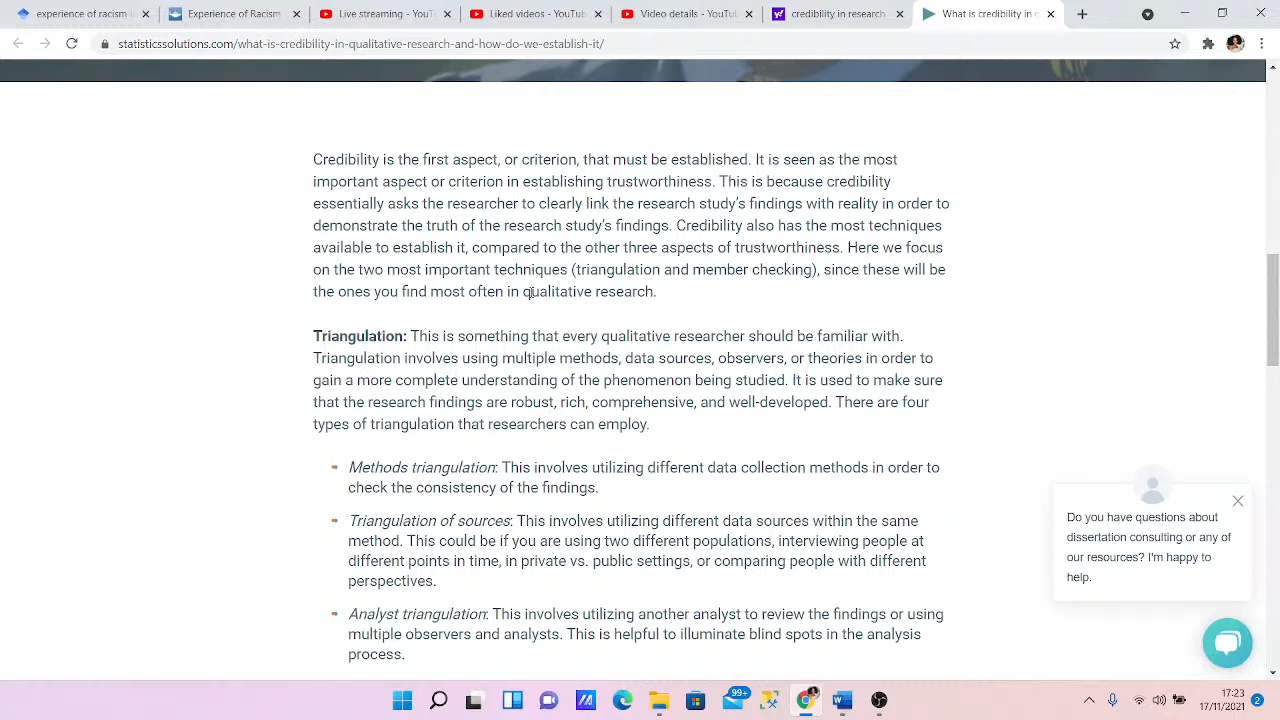 experience of racism i
Experience of Racism
Live streaming - YouT
Liked videos - YouTub
Video details - YouTub
credibility in research
What is credibility in q
statisticssolutions.com/what-is-credibility-in-qualitative-research-and-how-do-we-establish-it/
Credibility is the first aspect, or criterion, that must be established. It is seen as the most
important aspect or criterion in establishing trustworthiness. This is because credibility
essentially asks the researcher to clearly link the research study's findings with reality in order to
demonstrate the truth of the research study's findings. Credibility also has the most techniques
available to establish it, compared to the other three aspects of trustworthiness. Here we focus
on the two most important techniques (triangulation and member checking), since these will be
the ones you find most often in qualitative research.
Triangulation: This is something that every qualitative researcher should be familiar with.
Triangulation involves using multiple methods, data sources, observers, or theories in order to
gain a more complete understanding of the phenomenon being studied. It is used to make sure
that the research findings are robust, rich, comprehensive, and well-developed. There are four
types of triangulation that researchers can employ.
Methods triangulation: This involves utilizing different data collection methods in order to
check the consistency of the findings.
Triangulation of sources: This involves utilizing different data sources within the same
method. This could be if you are using two different populations, interviewing people at
different points in time, in private vs. public settings, or comparing people with different
perspectives.
Analyst triangulation: This involves utilizing another analyst to review the findings or using
multiple observers and analysts. This is helpful to illuminate blind spots in the analysis
process.
Do you have questions about
dissertation consulting or any of
our resources? I'm happy to
help.
99+
17:23
17/11/2021
2